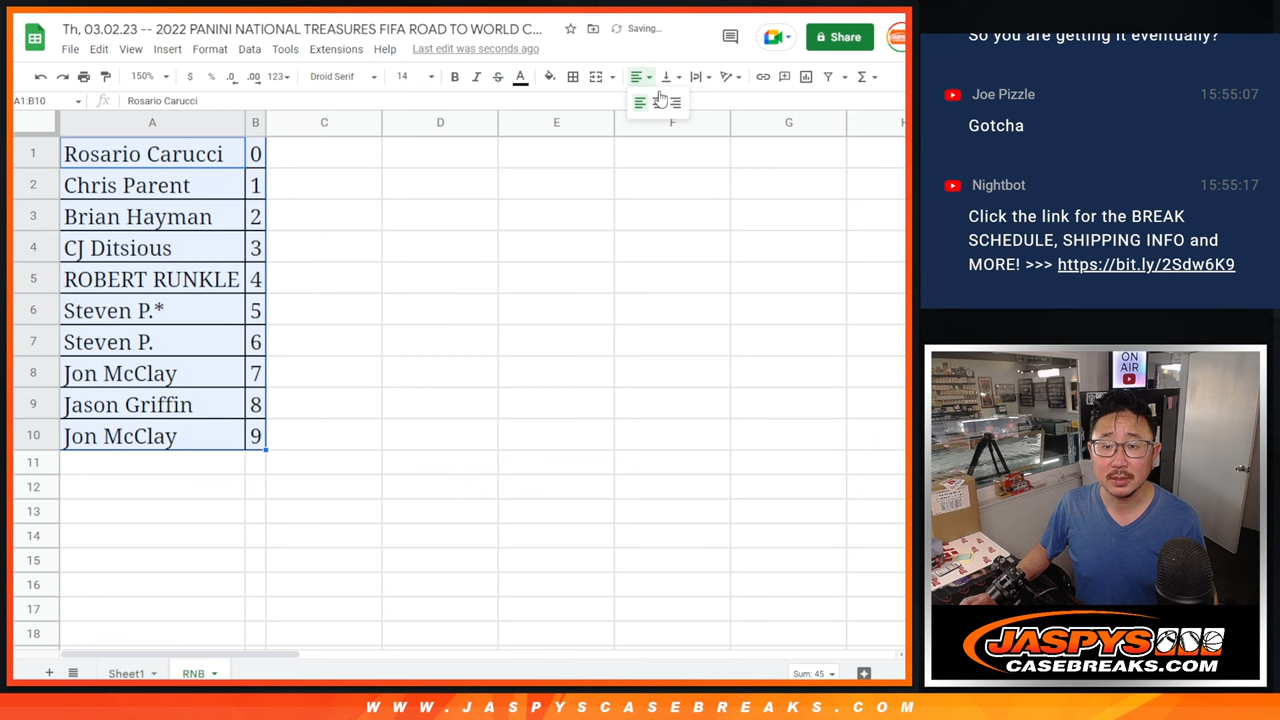 Th, 03.02.23 -- 2022 PANINI NATIONAL TREASURES FIFA ROAD TO WORLD C...
Saving...
Share
File Edit View Insert Format Data Tools Extensions Help Last edit was seconds ago
150% $ % .0 .00 123 Droid Serif 14 B I S A
A1:B10 fx Rosario Carucci
A B C D E F G H
1 Rosario Carucci 0
2 Chris Parent 1
3 Brian Hayman 2
4 CJ Ditsious 3
5 ROBERT RUNKLE 4
6 Steven P.* 5
7 Steven P. 6
8 Jon McClay 7
9 Jason Griffin 8
10 Jon McClay 9
11
12
13
14
15
16
17
18
Sheet1 RNB Sum: 45
So you are getting it eventually?
Joe Pizzle 15:55:07
Gotcha
Nightbot 15:55:17
Click the link for the BREAK
SCHEDULE, SHIPPING INFO and
MORE! >>> https://bit.ly/2Sdw6K9
ON
AIR
JASPYS
CASEBREAKS.COM
WWW.JASPYSCASEBREAKS.COM